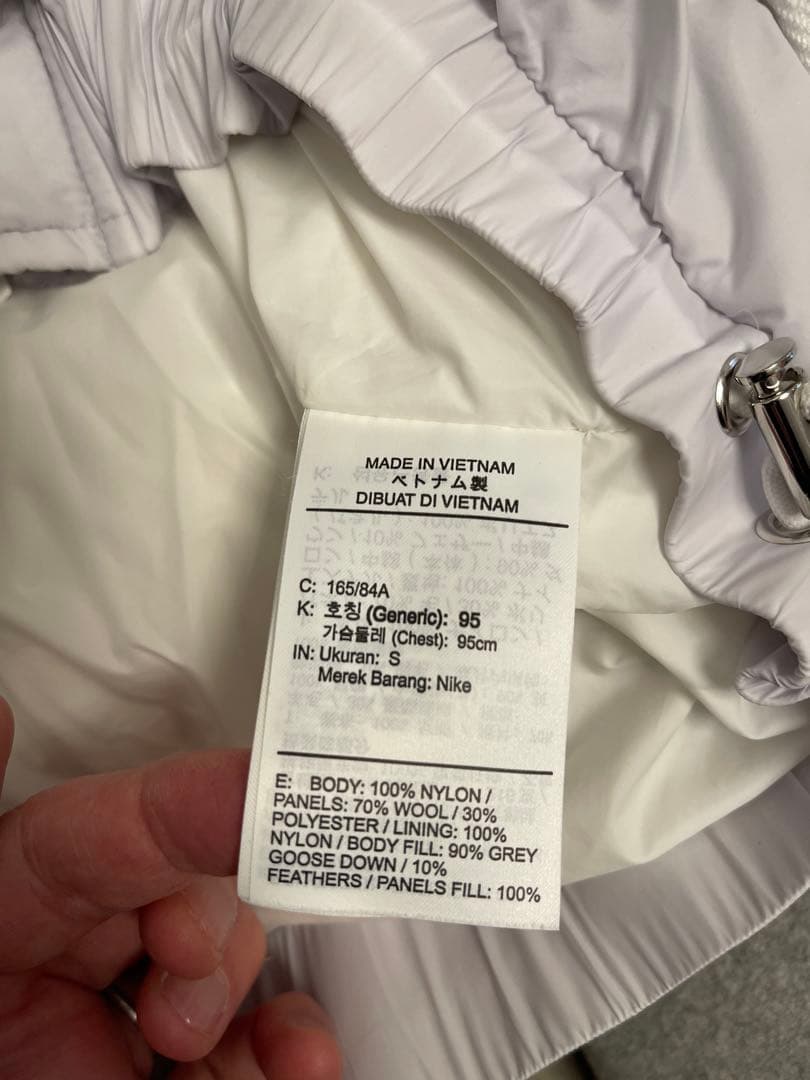 MADE IN VIETNAM
ベトナム製
DIBUAT DI VIETNAM
C: 165/84A
K: 호칭 (Generic): 95
가슴둘레 (Chest): 95cm
IN: Ukuran: S
Merek Barang: Nike
E: BODY: 100% NYLON /
PANELS: 70% WOOL / 30%
POLYESTER / LINING: 100%
NYLON / BODY FILL: 90% GREY
GOOSE DOWN / 10%
FEATHERS / PANELS FILL: 100%